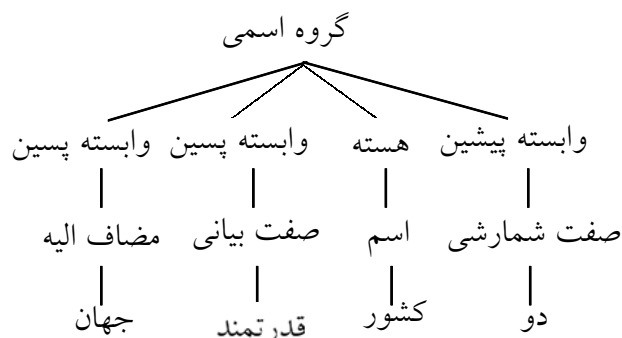 گروه اسمی
وابسته پیشین هسته وابسته پسین وابسته پسین
صفت شمارشی اسم صفت بیانی مضاف الیه
دو کشور قدرتمند جهان